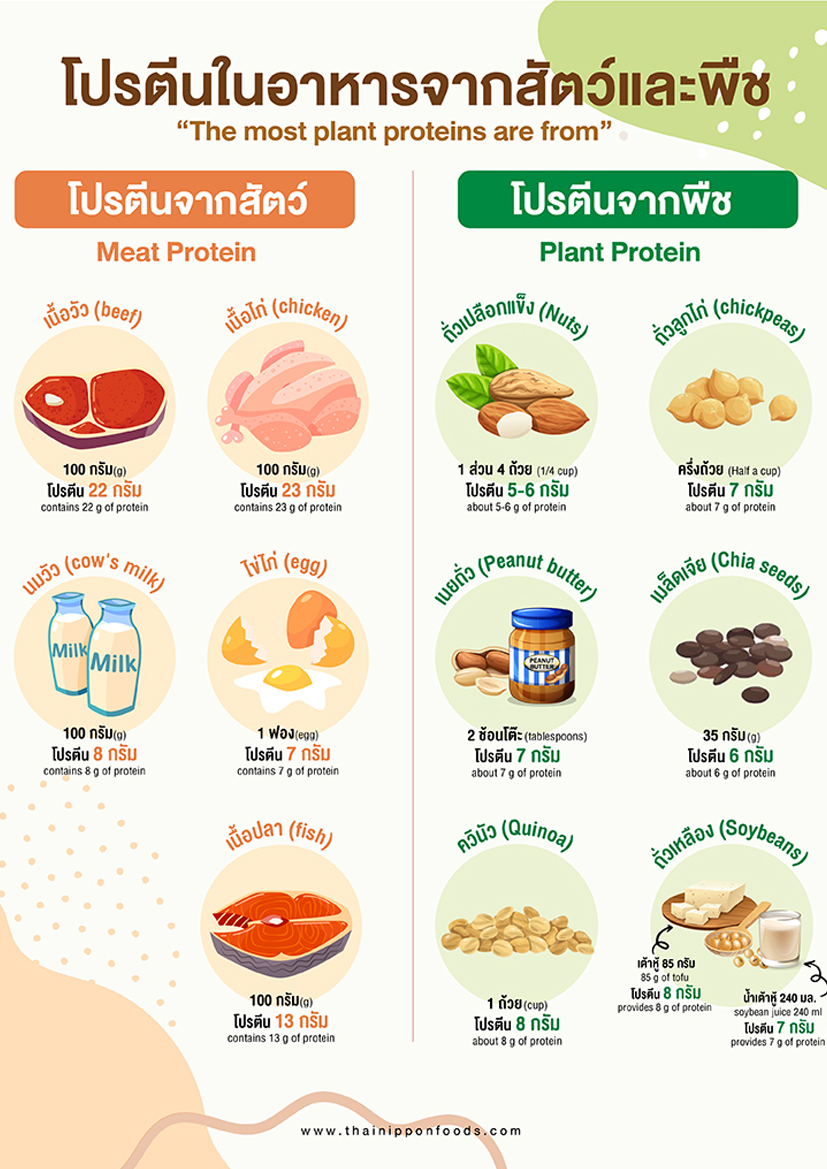 โปรตีนในอาหารจากสัตว์และพืช
“The most plant proteins are from”
โปรตีนจากสัตว์
Meat Protein
เนื้อวัว (beef)
100 กรัม(g)
โปรตีน 22 กรัม
contains 22 g of protein
เนื้อไก่ (chicken)
100 กรัม(g)
โปรตีน 23 กรัม
contains 23 g of protein
นมวัว (cow's milk)
Milk
Milk
100 กรัม(g)
โปรตีน 8 กรัม
contains 8 g of protein
ไข่ไก่ (egg)
1 ฟอง(egg)
โปรตีน 7 กรัม
contains 7 g of protein
เนื้อปลา (fish)
100 กรัม(g)
โปรตีน 13 กรัม
contains 13 g of protein
โปรตีนจากพืช
Plant Protein
ถั่วเปลือกแข็ง (Nuts)
1 ส่วน 4 ถ้วย (1/4 cup)
โปรตีน 5-6 กรัม
about 5-6 g of protein
ถั่วลูกไก่ (chickpeas)
ครึ่งถ้วย (Half a cup)
โปรตีน 7 กรัม
about 7 g of protein
เนยถั่ว (Peanut butter)
PEANUT
BUTTER
2 ช้อนโต๊ะ(tablespoons)
โปรตีน 7 กรัม
about 7 g of protein
เมล็ดเจีย (Chia seeds)
35 กรัม(g)
โปรตีน 6 กรัม
about 6 g of protein
ควินัว (Quinoa)
1 ถ้วย(cup)
โปรตีน 8 กรัม
about 8 g of protein
ถั่วเหลือง (Soybeans)
เต้าหู้ 85 กรัม
85 g of tofu
โปรตีน 8 กรัม
provides 8 g of protein
น้ำเต้าหู้ 240 มล.
soybean juice 240 ml
โปรตีน 7 กรัม
provides 7 g of protein
www.thainipponfoods.com